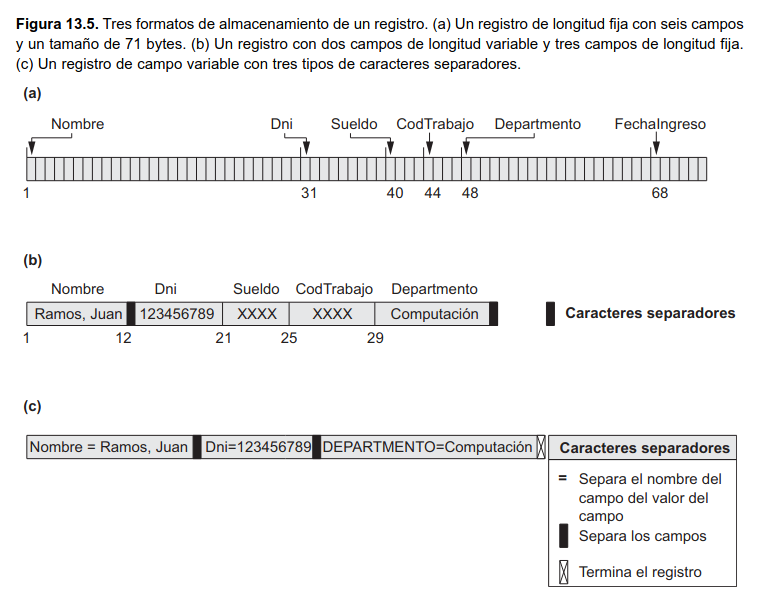 Figura 13.5. Tres formatos de almacenamiento de un registro. (a) Un registro de longitud fija con seis campos
y un tamaño de 71 bytes. (b) Un registro con dos campos de longitud variable y tres campos de longitud fija.
(c) Un registro de campo variable con tres tipos de caracteres separadores.
(a)
Nombre Dni Sueldo CodTrabajo Departmento FechaIngreso
1 31 40 44 48 68
(b)
Nombre Dni Sueldo CodTrabajo Departmento
Ramos, Juan 123456789 XXXX XXXX Computación Caracteres separadores
1 12 21 25 29
(c)
Nombre = Ramos, Juan Dni=123456789 DEPARTMENTO=Computación
Caracteres separadores
= Separa el nombre del
campo del valor del
campo
Separa los campos
Termina el registro